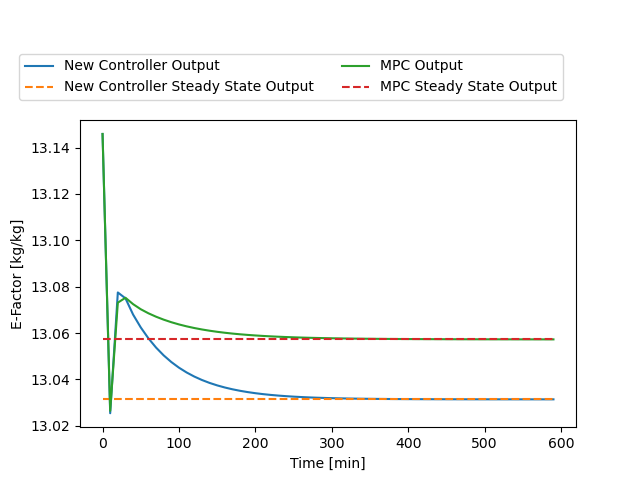 New Controller Output
New Controller Steady State Output
MPC Output
MPC Steady State Output
E-Factor [kg/kg]
13.14
13.12
13.10
13.08
13.06
13.04
13.02
0 100 200 300 400 500 600
Time [min]